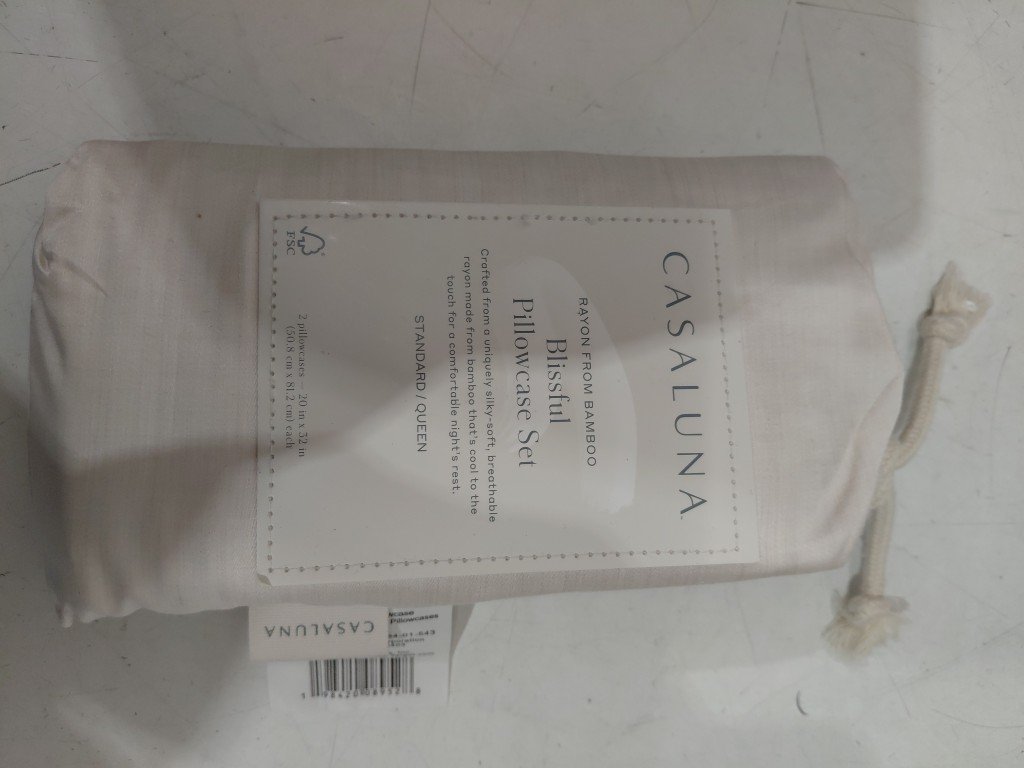 CASALUNA
RAYON FROM BAMBOO
Blissful
Pillowcase Set
Crafted from a uniquely silky-soft, breathable
rayon made from bamboo that's cool to the
touch for a comfortable night's rest.
STANDARD / QUEEN
FSC
2 pillowcases – 20 in x 32 in
(50.8 cm x 81.2 cm) each
CASALUNA
Pillowcases